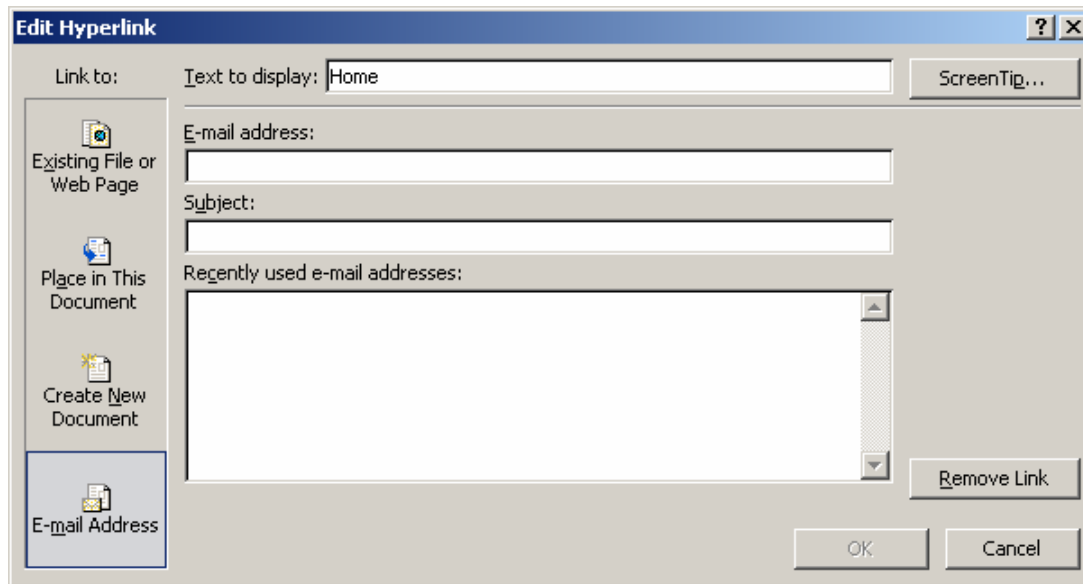 Edit Hyperlink
Link to:
Text to display: Home
ScreenTip...
Existing File or
Web Page
Place in This
Document
Create New
Document
E-mail Address
E-mail address:
Subject:
Recently used e-mail addresses:
Remove Link
OK
Cancel